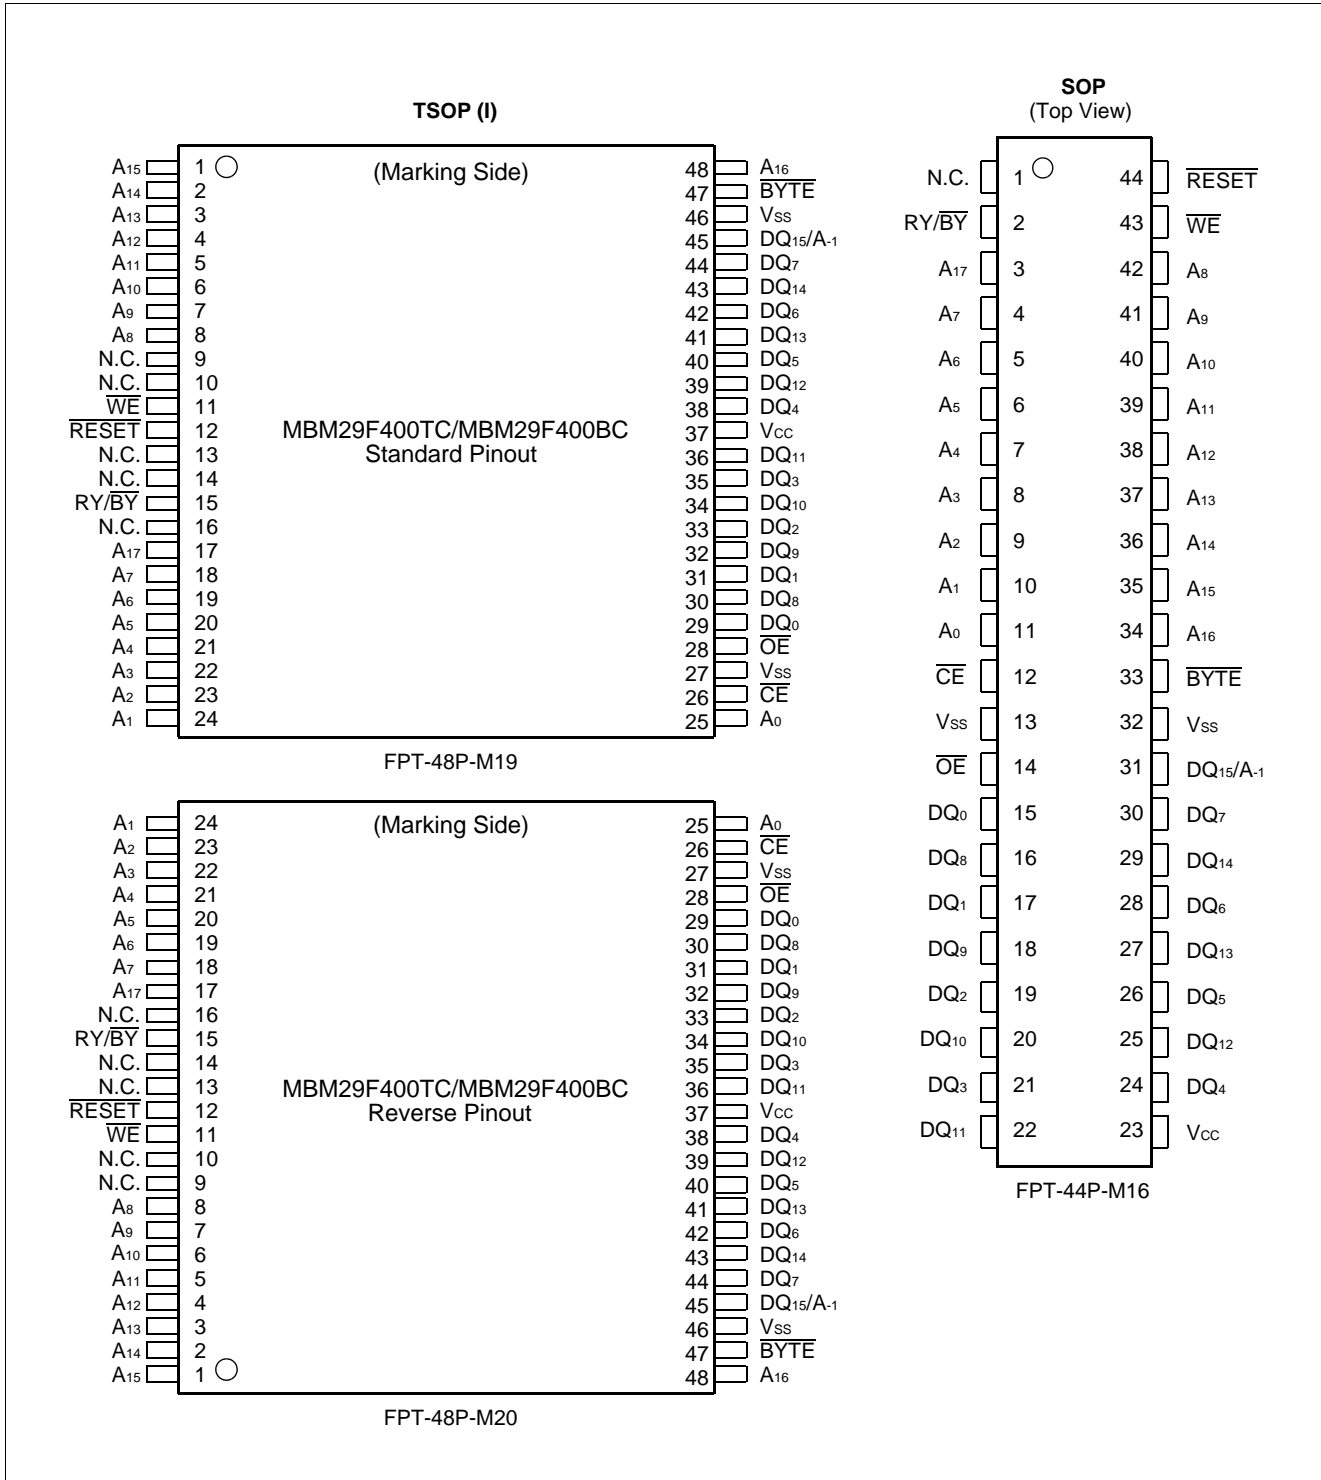 TSOP (I)
A15 1 (Marking Side) 48 A16
A14 2 47 BYTE
A13 3 46 VSS
A12 4 45 DQ15/A-1
A11 5 44 DQ7
A10 6 43 DQ14
A9 7 42 DQ6
A8 8 41 DQ13
N.C. 9 40 DQ5
N.C. 10 39 DQ12
WE 11 38 DQ4
RESET 12 MBM29F400TC/MBM29F400BC 37 VCC
N.C. 13 Standard Pinout 36 DQ11
N.C. 14 35 DQ3
RY/BY 15 34 DQ10
N.C. 16 33 DQ2
A17 17 32 DQ9
A7 18 31 DQ1
A6 19 30 DQ8
A5 20 29 DQ0
A4 21 28 OE
A3 22 27 VSS
A2 23 26 CE
A1 24 25 A0
FPT-48P-M19
A1 24 (Marking Side) 25 A0
A2 23 26 CE
A3 22 27 VSS
A4 21 28 OE
A5 20 29 DQ0
A6 19 30 DQ8
A7 18 31 DQ1
A17 17 32 DQ9
N.C. 16 33 DQ2
RY/BY 15 34 DQ10
N.C. 14 35 DQ3
N.C. 13 MBM29F400TC/MBM29F400BC 36 DQ11
RESET 12 Reverse Pinout 37 VCC
WE 11 38 DQ4
N.C. 10 39 DQ12
N.C. 9 40 DQ5
A8 8 41 DQ13
A9 7 42 DQ6
A10 6 43 DQ14
A11 5 44 DQ7
A12 4 45 DQ15/A-1
A13 3 46 VSS
A14 2 47 BYTE
A15 1 48 A16
FPT-48P-M20
SOP
(Top View)
N.C. 1 44 RESET
RY/BY 2 43 WE
A17 3 42 A8
A7 4 41 A9
A6 5 40 A10
A5 6 39 A11
A4 7 38 A12
A3 8 37 A13
A2 9 36 A14
A1 10 35 A15
A0 11 34 A16
CE 12 33 BYTE
VSS 13 32 VSS
OE 14 31 DQ15/A-1
DQ0 15 30 DQ7
DQ8 16 29 DQ14
DQ1 17 28 DQ6
DQ9 18 27 DQ13
DQ2 19 26 DQ5
DQ10 20 25 DQ12
DQ3 21 24 DQ4
DQ11 22 23 VCC
FPT-44P-M16